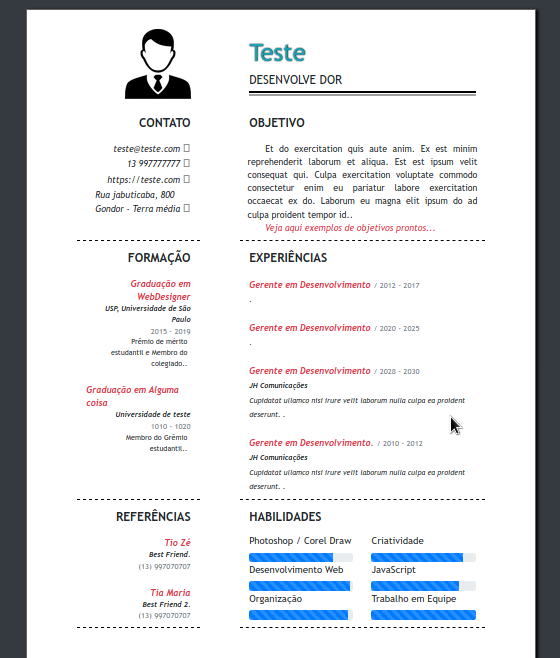 Teste
DESENVOLVE DOR
CONTATO
teste@teste.com
13 997777777
https://teste.com
Rua jabuticaba, 800
Gondor - Terra média
OBJETIVO
Et do exercitation quis aute anim. Ex est minim
reprehenderit laborum et aliqua. Est est ipsum velit
consequat qui. Culpa exercitation voluptate commodo
consectetur enim eu pariatur labore exercitation
occaecat ex do. Laborum eu magna elit ipsum do ad
culpa proident tempor id..
Veja aqui exemplos de objetivos prontos...
FORMAÇÃO
Graduação em
WebDesigner
USP, Universidade de São
Paulo
2015 - 2019
Prêmio de mérito
estudantil e Membro do
colegiado..
Graduação em Alguma
coisa
Universidade de teste
1010 - 1020
Membro do Grêmio
estudantil..
EXPERIÊNCIAS
Gerente em Desenvolvimento / 2012 - 2017
.
Gerente em Desenvolvimento / 2020 - 2025
.
Gerente em Desenvolvimento / 2028 - 2030
JH Comunicações
Cupidatat ullamco nisi irure velit laborum nulla culpa ea proident
deserunt. .
Gerente em Desenvolvimento. / 2010 - 2012
JH Comunicações
Cupidatat ullamco nisi irure velit laborum nulla culpa ea proident
deserunt. .
REFERÊNCIAS
Tio Zé
Best Friend.
(13) 997070707
Tia Maria
Best Friend 2.
(13) 997070707
HABILIDADES
Photoshop / Corel Draw
Criatividade
Desenvolvimento Web
JavaScript
Organização
Trabalho em Equipe